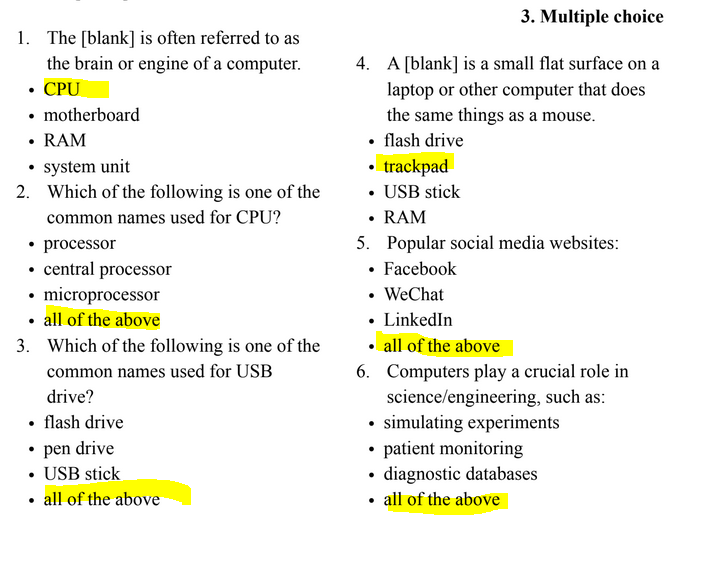 3. Multiple choice
1. The [blank] is often referred to as
the brain or engine of a computer.
• CPU
• motherboard
• RAM
• system unit
2. Which of the following is one of the
common names used for CPU?
• processor
• central processor
• microprocessor
• all of the above
3. Which of the following is one of the
common names used for USB
drive?
• flash drive
• pen drive
• USB stick
• all of the above
4. A [blank] is a small flat surface on a
laptop or other computer that does
the same things as a mouse.
• flash drive
• trackpad
• USB stick
• RAM
5. Popular social media websites:
• Facebook
• WeChat
• LinkedIn
• all of the above
6. Computers play a crucial role in
science/engineering, such as:
• simulating experiments
• patient monitoring
• diagnostic databases
• all of the above